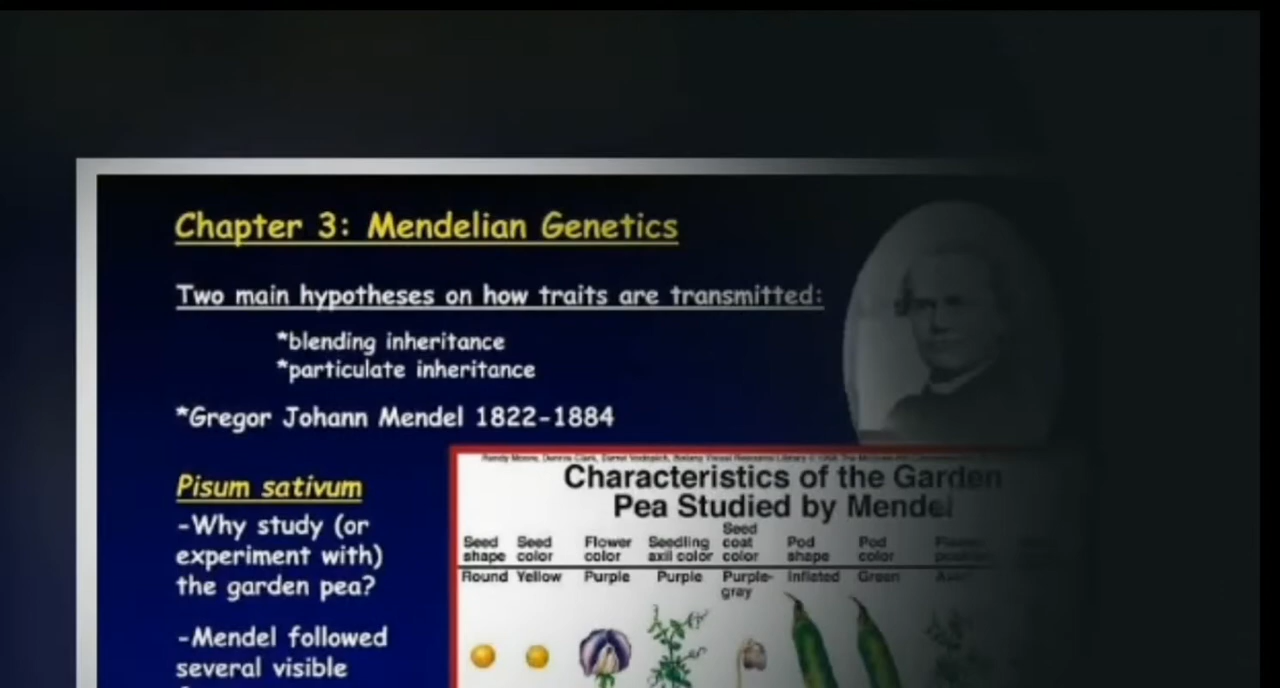 Chapter 3: Mendelian Genetics
Two main hypotheses on how traits are transmitted:
*blending inheritance
*particulate inheritance
*Gregor Johann Mendel 1822-1884
Pisum sativum
-Why study (or
experiment with)
the garden pea?
-Mendel followed
several visible
Characteristics of the Garden
Pea Studied by Mendel
Seed shape
Seed color
Flower color
Seedling axil color
Seed coat color
Pod shape
Pod color
Round Yellow Purple Purple Purple-gray Inflated Green